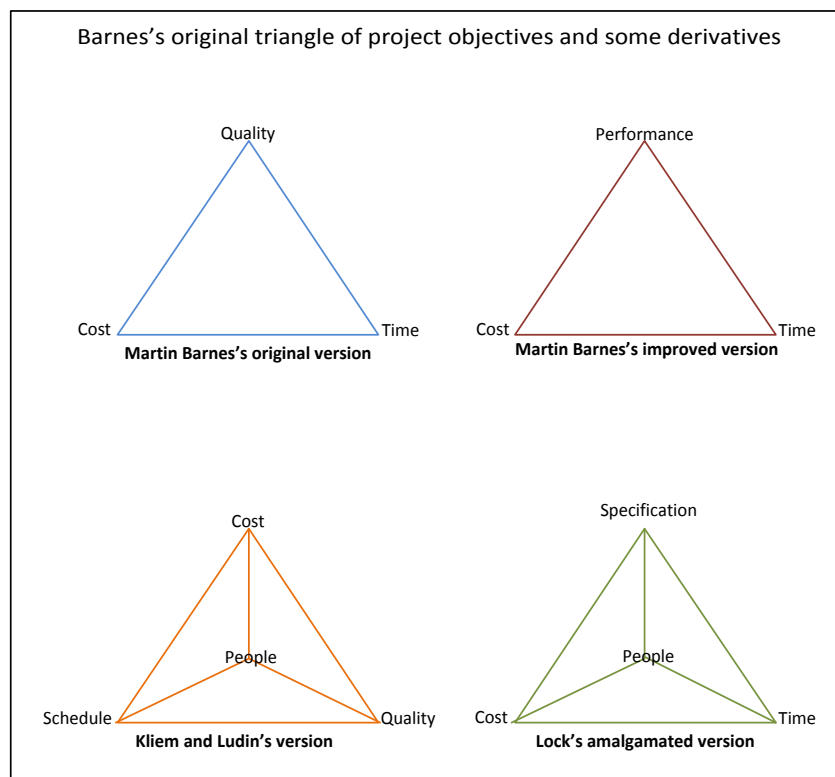 Barnes's original triangle of project objectives and some derivatives
Quality
Cost
Time
Martin Barnes's original version
Performance
Cost
Time
Martin Barnes's improved version
Cost
People
Schedule
Quality
Kliem and Ludin's version
Specification
People
Cost
Time
Lock's amalgamated version